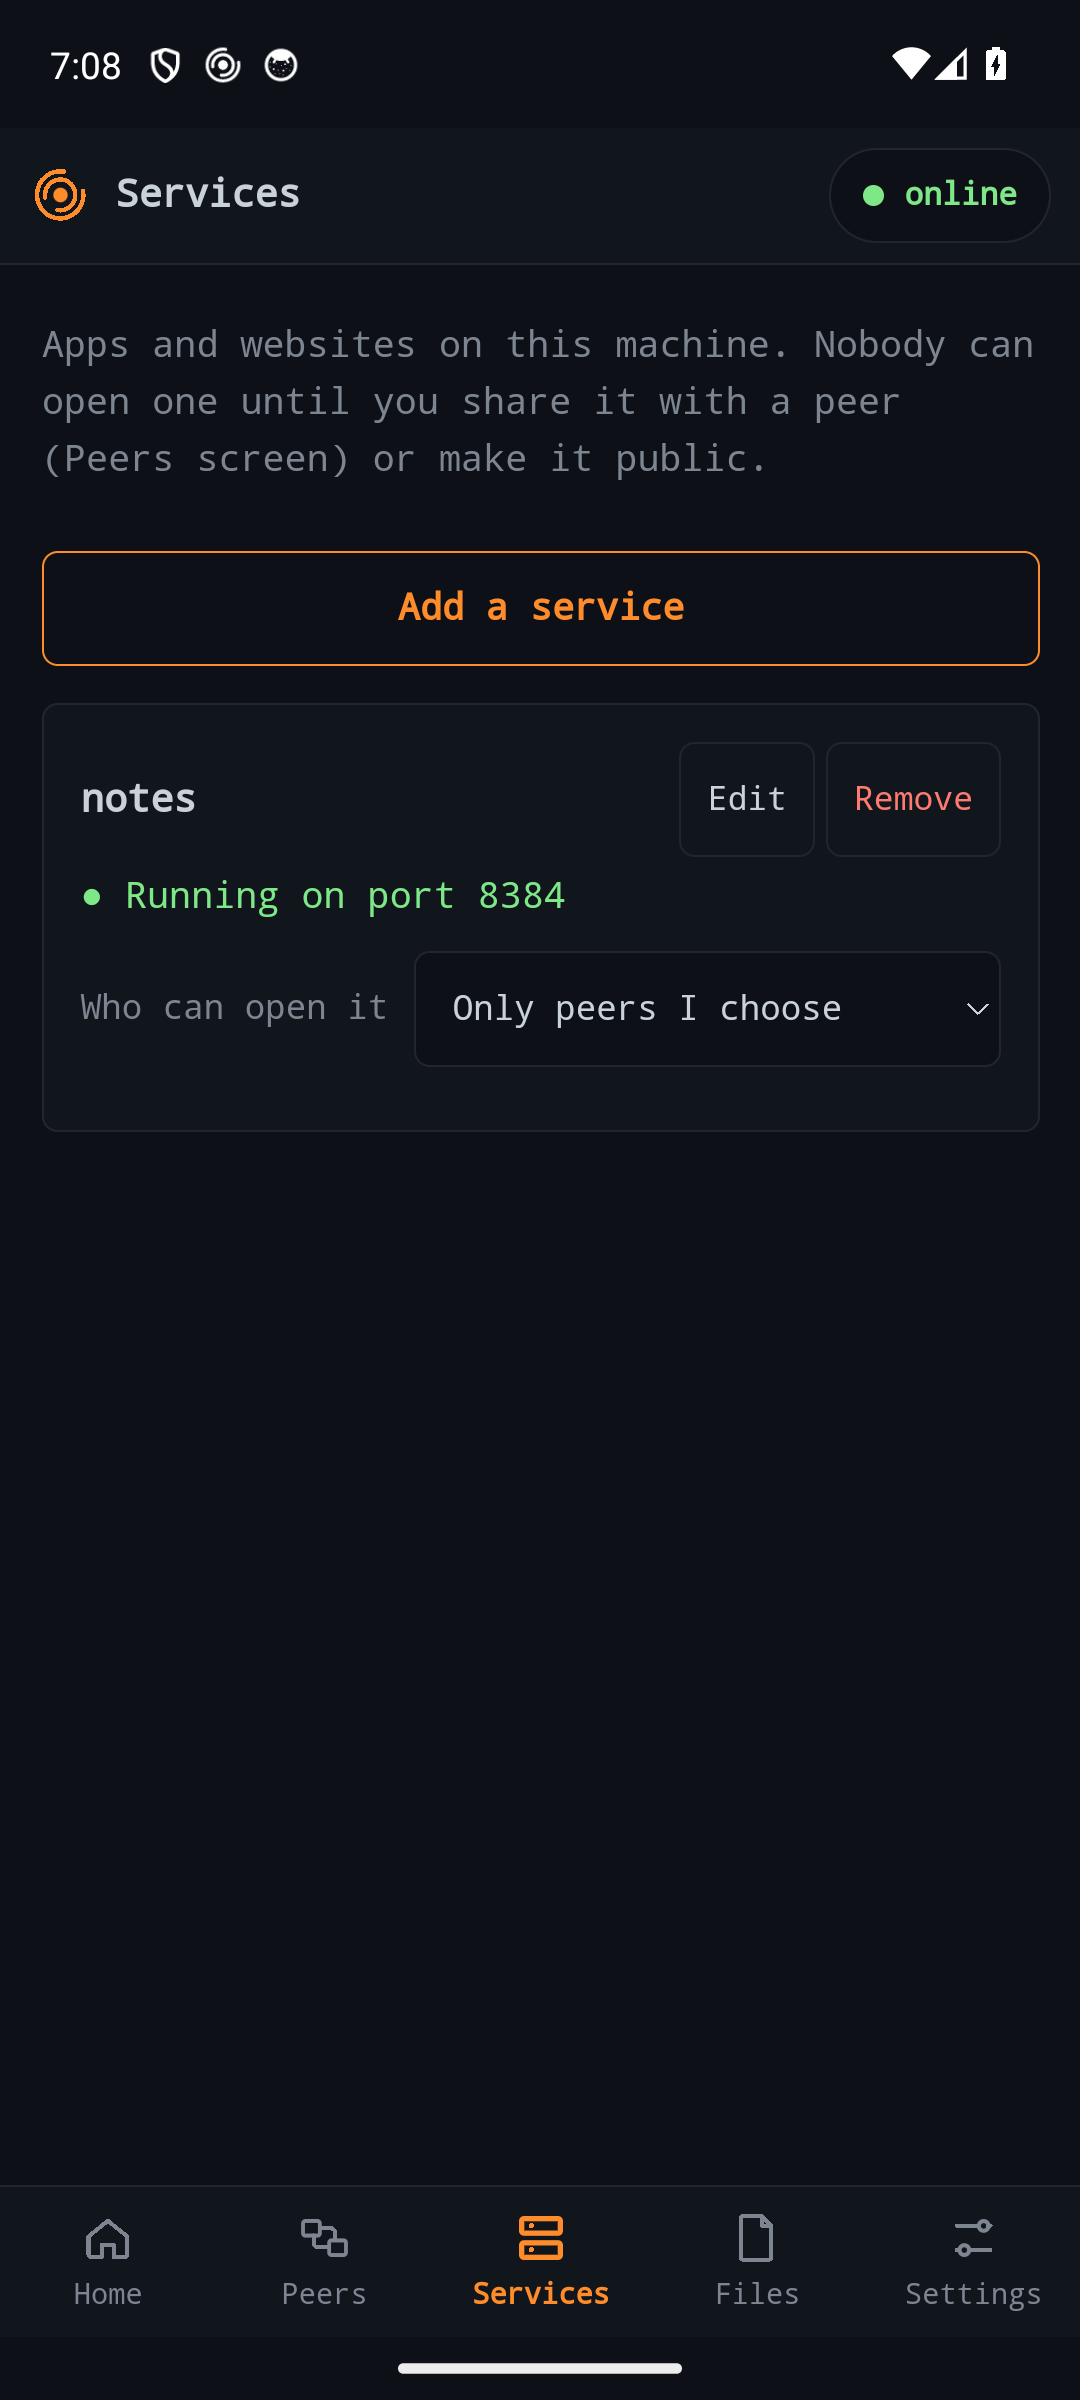 7:08
Services
online
Apps and websites on this machine. Nobody can
open one until you share it with a peer
(Peers screen) or make it public.
Add a service
notes
Edit
Remove
Running on port 8384
Who can open it
Only peers I choose
Home
Peers
Services
Files
Settings